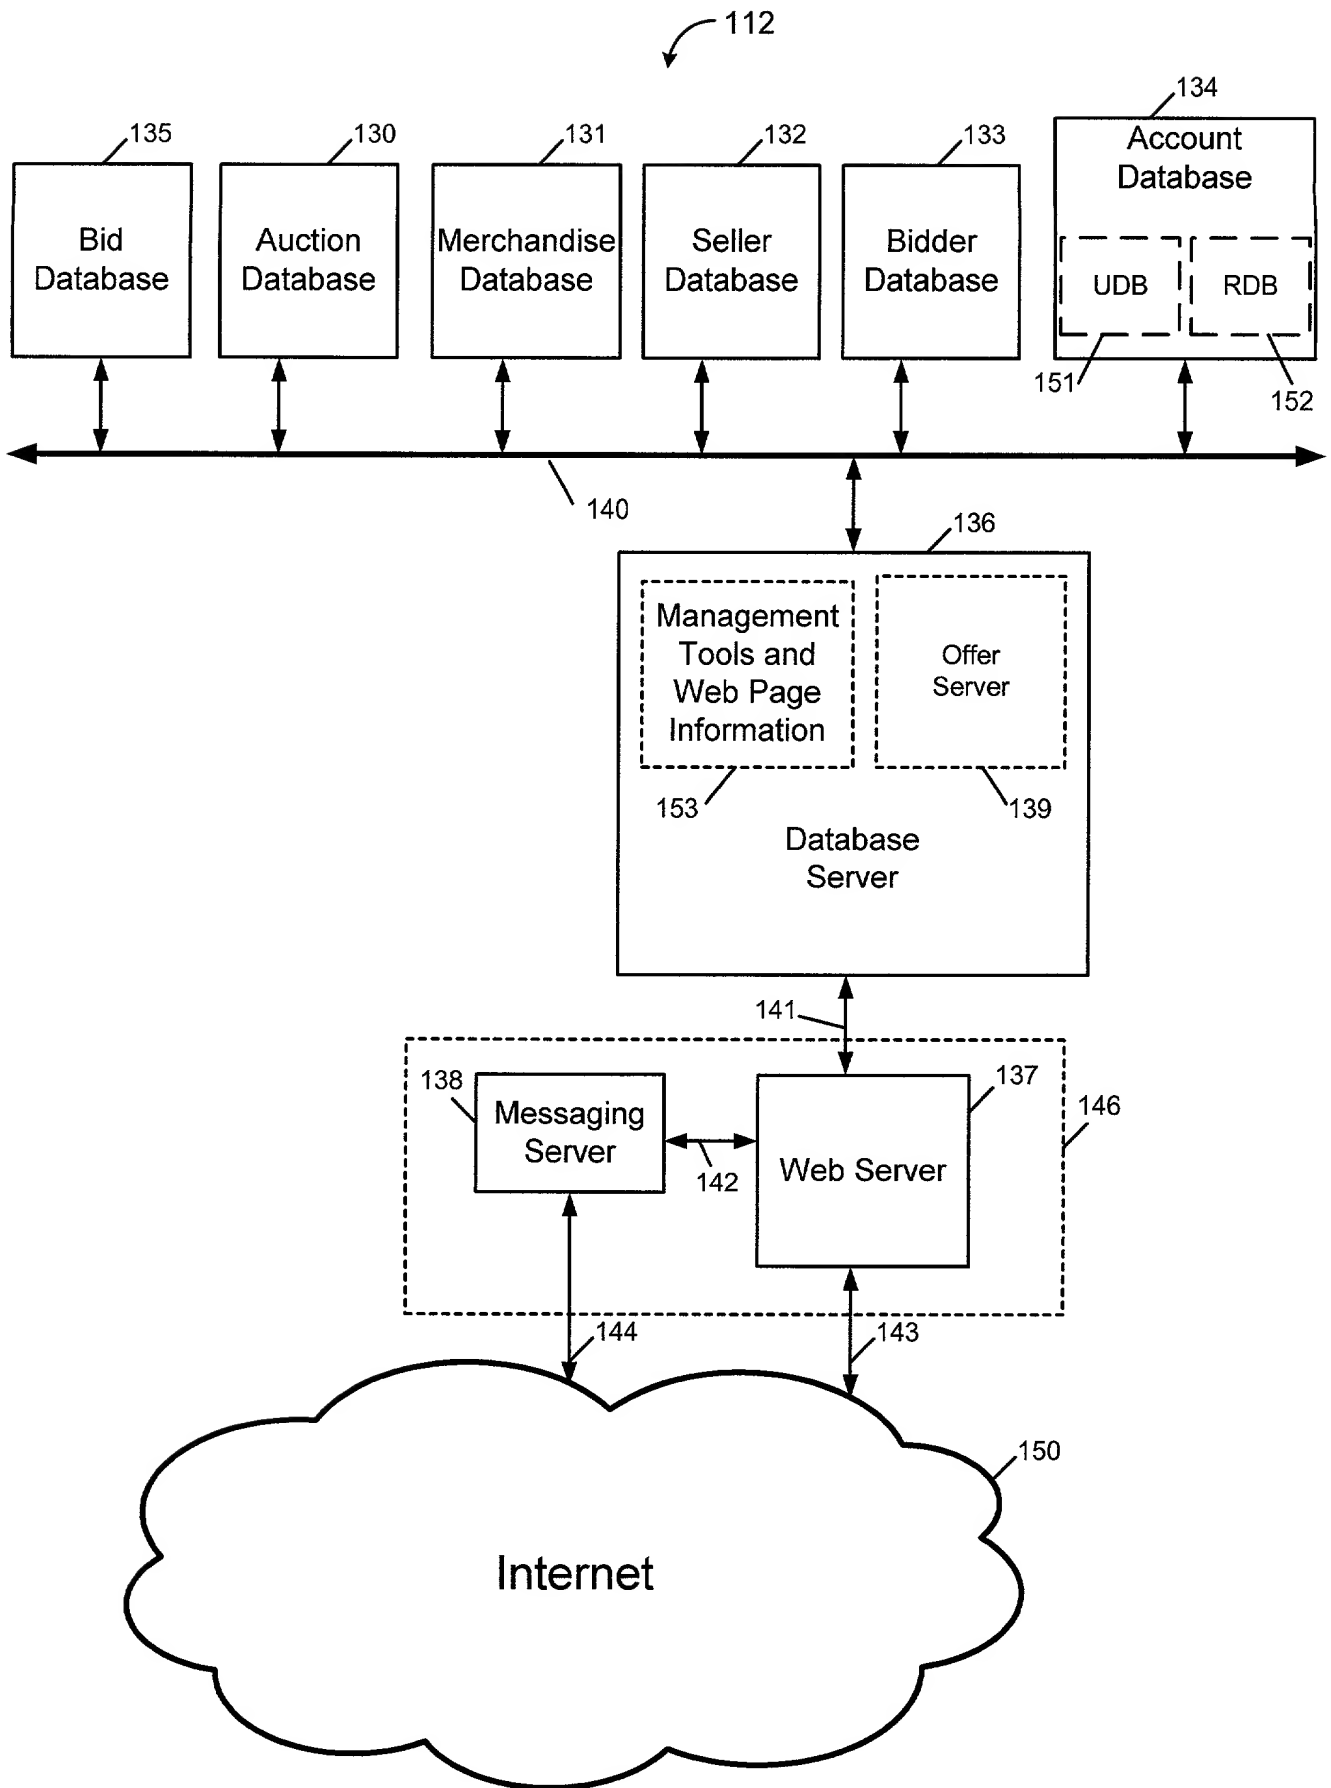 112
135
130
131
132
133
134
Bid
Database
Auction
Database
Merchandise
Database
Seller
Database
Bidder
Database
Account
Database
UDB
RDB
151
152
140
136
Management
Tools and
Web Page
Information
Offer
Server
153
139
Database
Server
141
138
137
146
Messaging
Server
142
Web Server
144
143
150
Internet